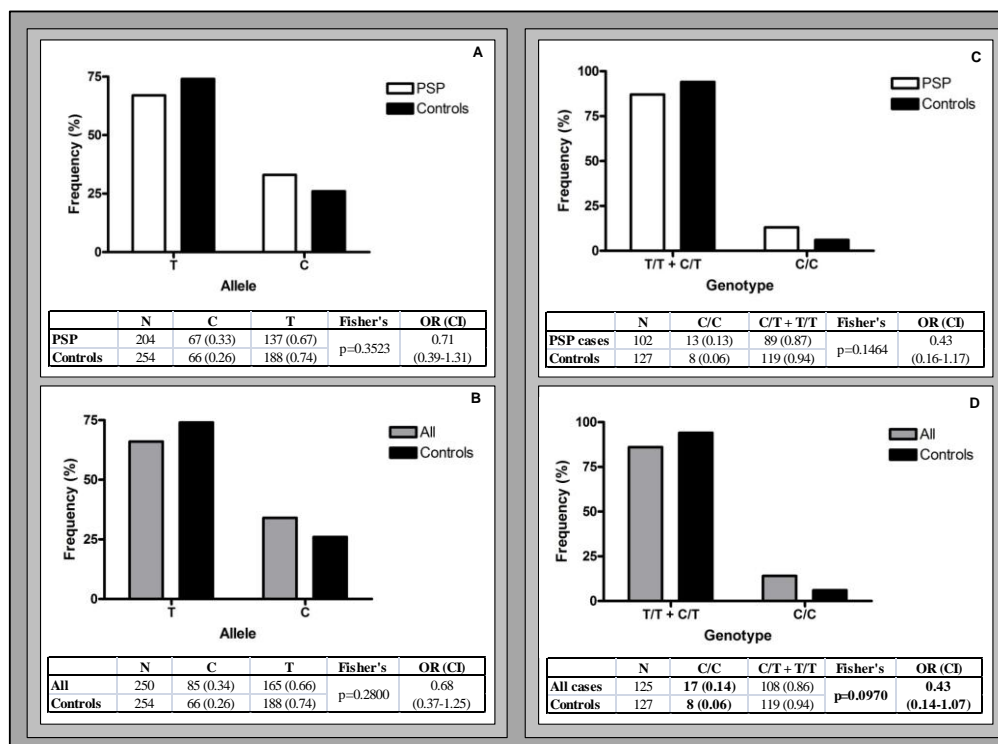 A
75
50
25
0
Frequency (%)
PSP
Controls
T C
Allele
N C T Fisher's OR (CI)
PSP 204 67 (0.33) 137 (0.67) p=0.3523 0.71
Controls 254 66 (0.26) 188 (0.74) (0.39-1.31)
B
75
50
25
0
Frequency (%)
All
Controls
T C
Allele
N C T Fisher's OR (CI)
All 250 85 (0.34) 165 (0.66) p=0.2800 0.68
Controls 254 66 (0.26) 188 (0.74) (0.37-1.25)
C
100
75
50
25
0
Frequency (%)
PSP
Controls
T/T + C/T C/C
Genotype
N C/C C/T + T/T Fisher's OR (CI)
PSP cases 102 13 (0.13) 89 (0.87) p=0.1464 0.43
Controls 127 8 (0.06) 119 (0.94) (0.16-1.17)
D
100
75
50
25
0
Frequency (%)
All
Controls
T/T + C/T C/C
Genotype
N C/C C/T + T/T Fisher's OR (CI)
All cases 125 17 (0.14) 108 (0.86) p=0.0970 0.43
Controls 127 8 (0.06) 119 (0.94) (0.14-1.07)